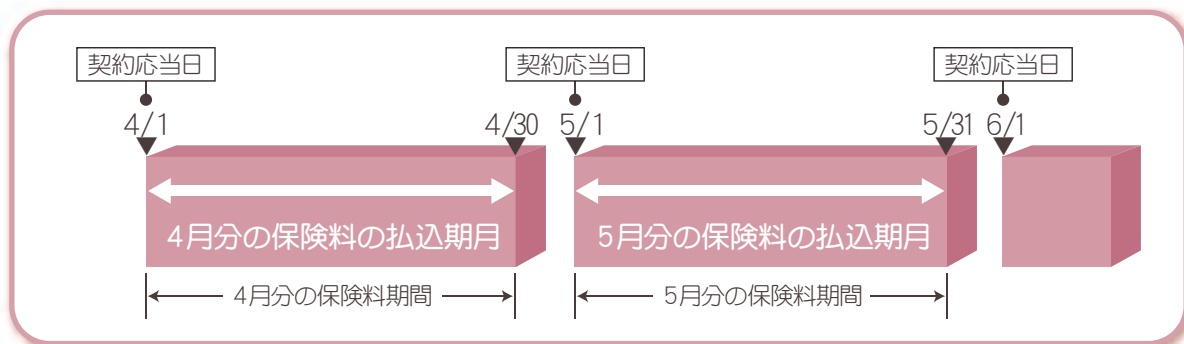 契約応当日 契約応当日 契約応当日
4/1 4/30 5/1 5/31 6/1
4月分の保険料の払込期月 5月分の保険料の払込期月
4月分の保険料期間 5月分の保険料期間